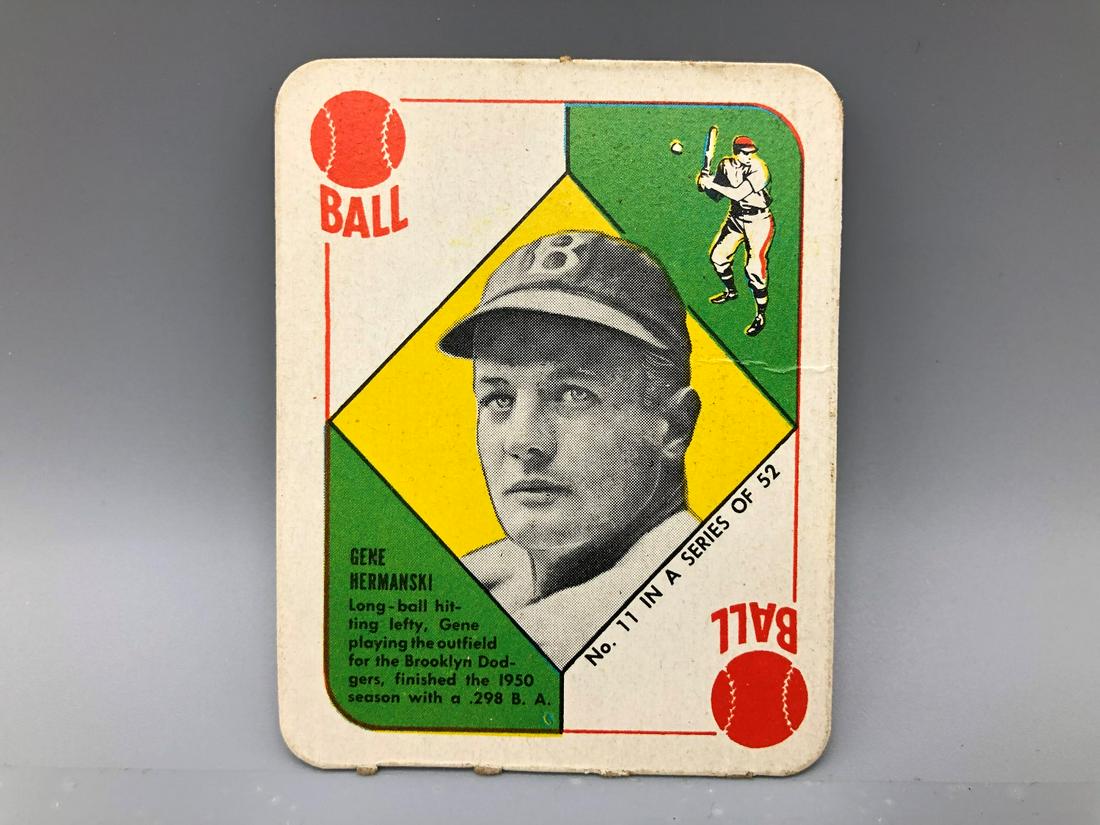 BALL
B
GENE
HERMANSKI
Long-ball hit-
ting lefty, Gene
playing the outfield
for the Brooklyn Dod-
gers, finished the 1950
season with a .298 B. A.
No. 11 IN A SERIES OF 52
BALL